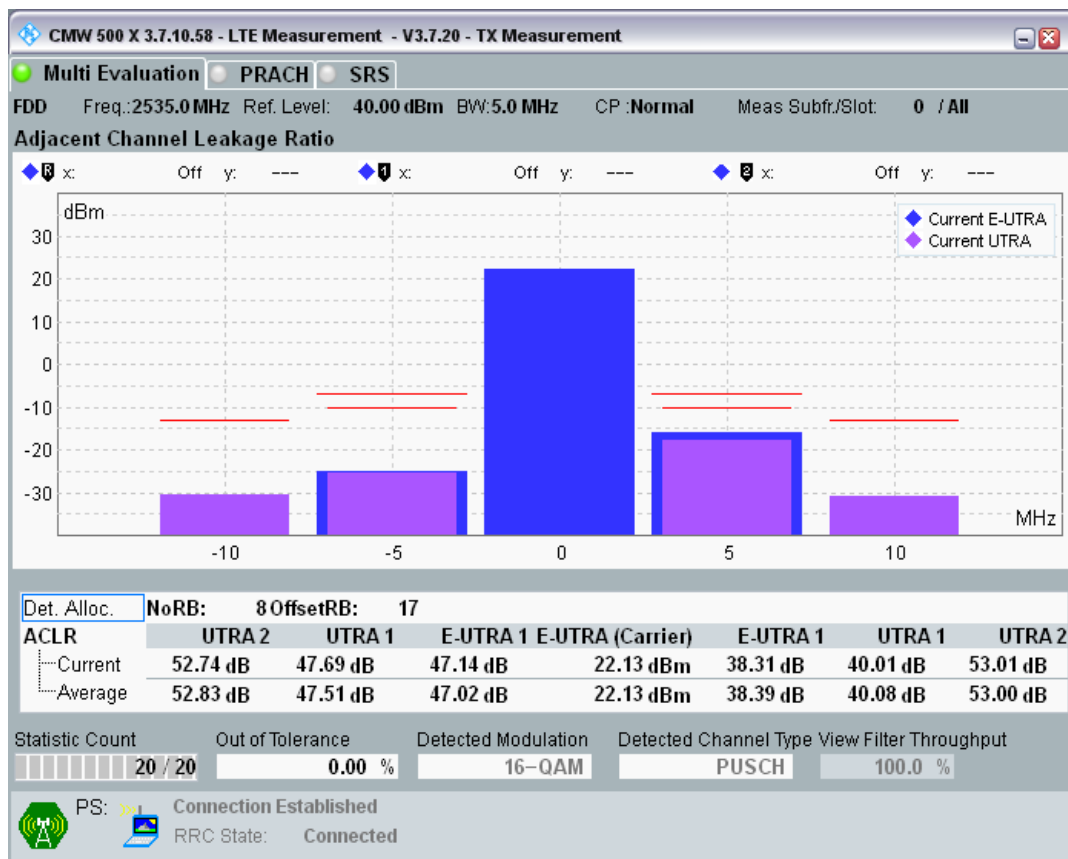 CMW 500 X 3.7.10.58 - LTE Measurement - V3.7.20 - TX Measurement
Multi Evaluation PRACH SRS
FDD Freq.:2535.0 MHz Ref. Level: 40.00 dBm BW:5.0 MHz CP :Normal Meas Subfr./Slot: 0 / All
Adjacent Channel Leakage Ratio
R x: Off y: --- 1 x: Off y: --- 2 x: Off y: ---
dBm
Current E-UTRA
Current UTRA
30
20
10
0
-10
-20
-30
MHz
-10 -5 0 5 10
Det. Alloc. NoRB: 8 OffsetRB: 17
ACLR UTRA 2 UTRA 1 E-UTRA 1 E-UTRA (Carrier) E-UTRA 1 UTRA 1 UTRA 2
Current 52.74 dB 47.69 dB 47.14 dB 22.13 dBm 38.31 dB 40.01 dB 53.01 dB
Average 52.83 dB 47.51 dB 47.02 dB 22.13 dBm 38.39 dB 40.08 dB 53.00 dB
Statistic Count Out of Tolerance Detected Modulation Detected Channel Type View Filter Throughput
20 / 20 0.00 % 16-QAM PUSCH 100.0 %
PS: Connection Established
RRC State: Connected